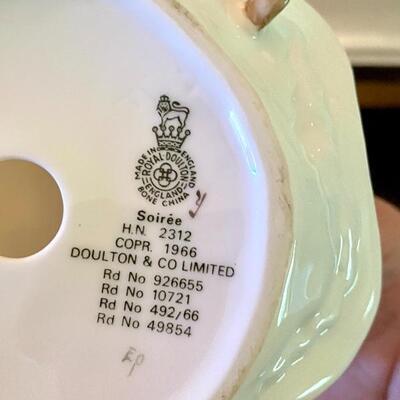 MADE IN ENGLAND
ROYAL DOULTON
ENGLAND
BONE CHINA
Soirée
H.N. 2312
COPR. 1966
DOULTON & CO LIMITED
Rd No 926655
Rd No 10721
Rd No 492/66
Rd No 49854
EP